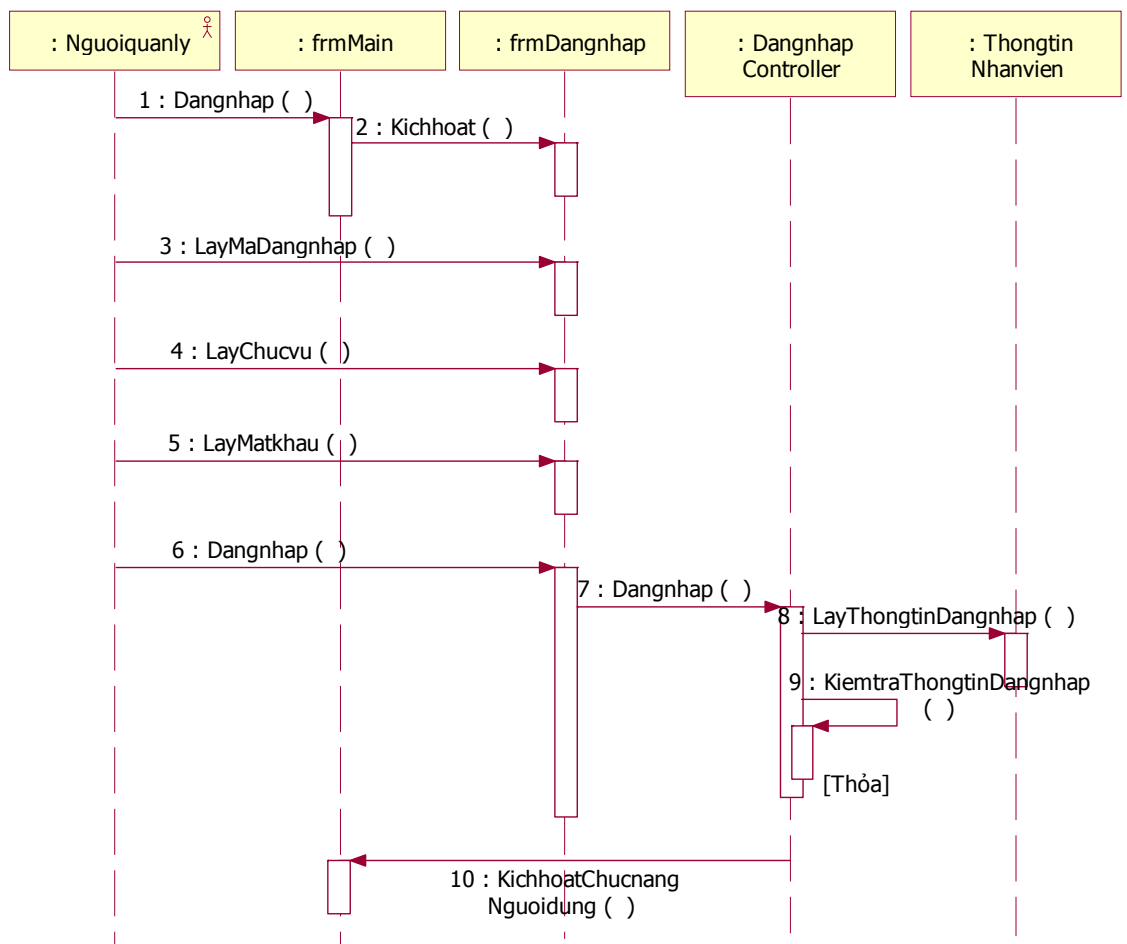 : Nguoiquanly
: frmMain
: frmDangnhap
: Dangnhap
Controller
: Thongtin
Nhanvien
1 : Dangnhap (  )
2 : Kichhoat (  )
3 : LayMaDangnhap (  )
4 : LayChucvu (  )
5 : LayMatkhau (  )
6 : Dangnhap (  )
7 : Dangnhap (  )
8 : LayThongtinDangnhap (  )
9 : KiemtraThongtinDangnhap
(  )
[Thỏa]
10 : KichhoatChucnang
Nguoidung (  )